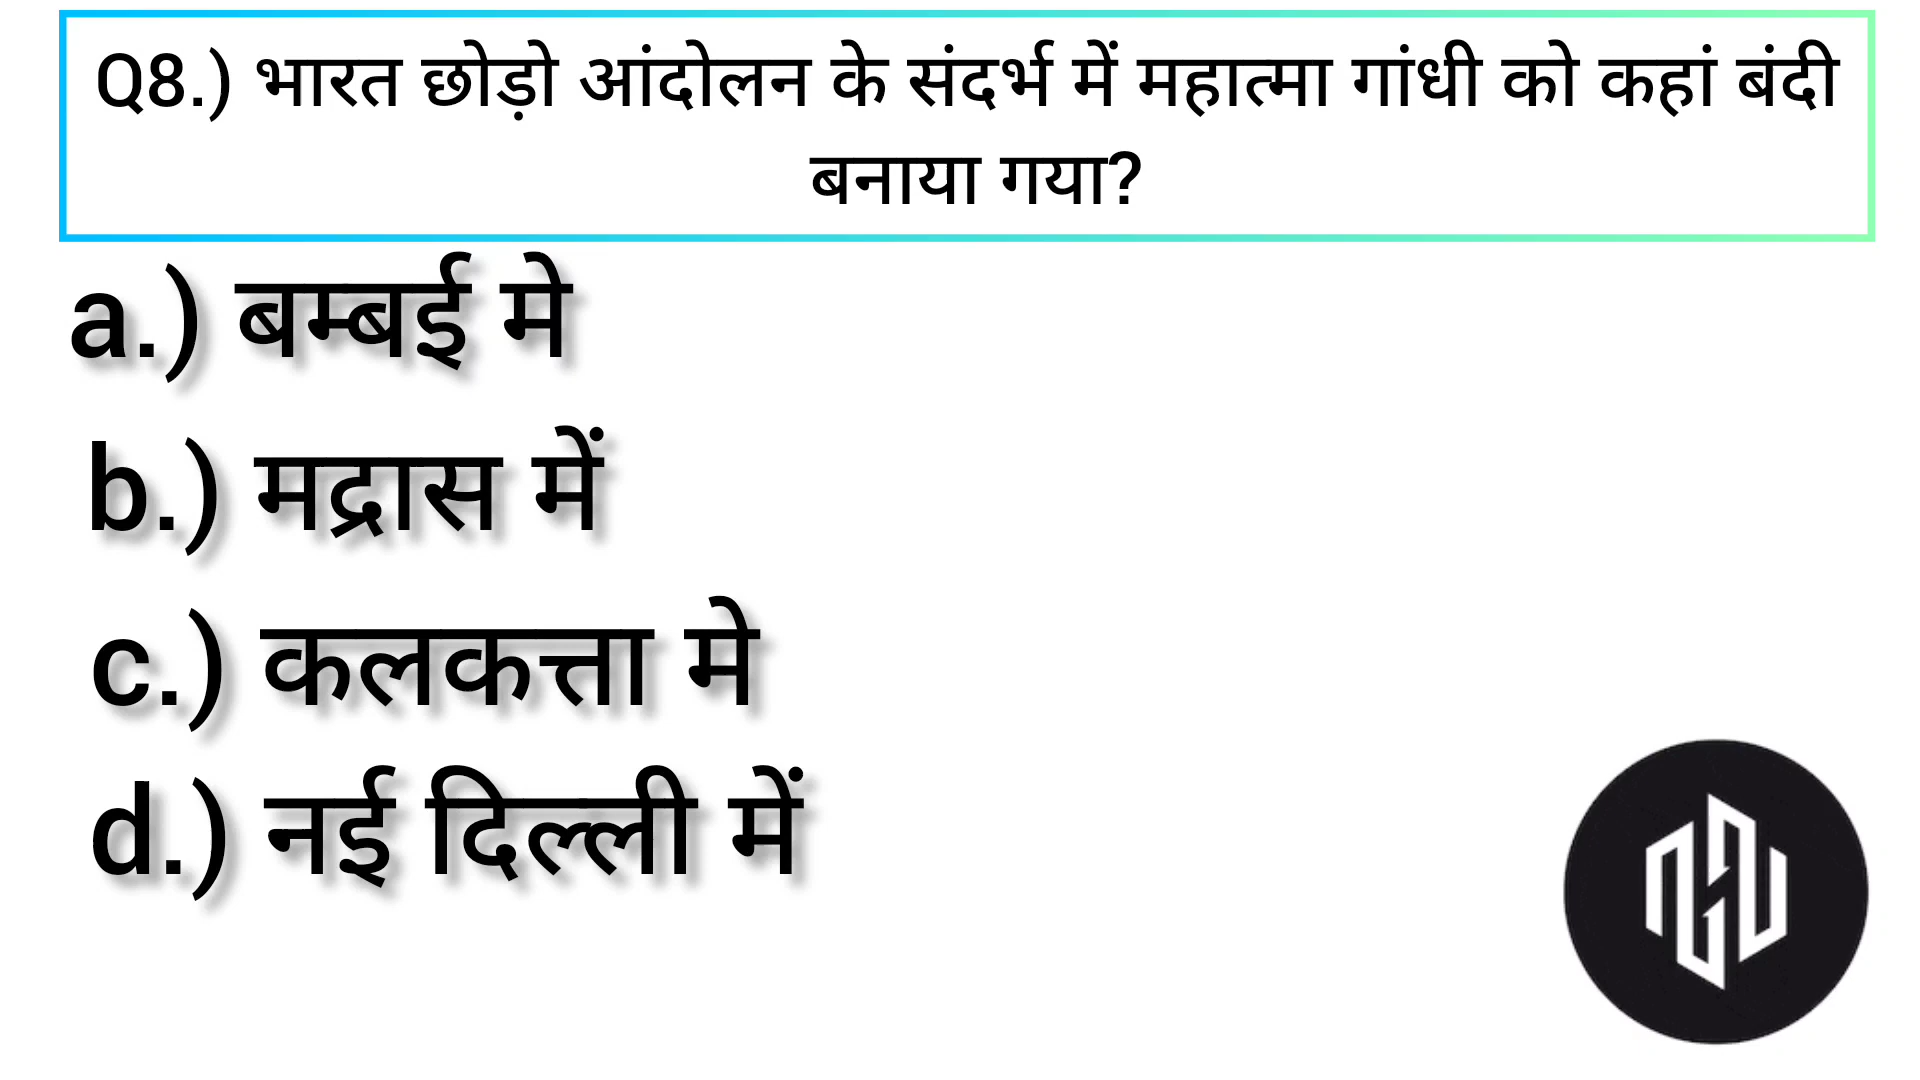 Q8.) भारत छोड़ो आंदोलन के संदर्भ में महात्मा गांधी को कहां बंदी
बनाया गया?
a.) बम्बई मे
b.) मद्रास में
c.) कलकत्ता मे
d.) नई दिल्ली में